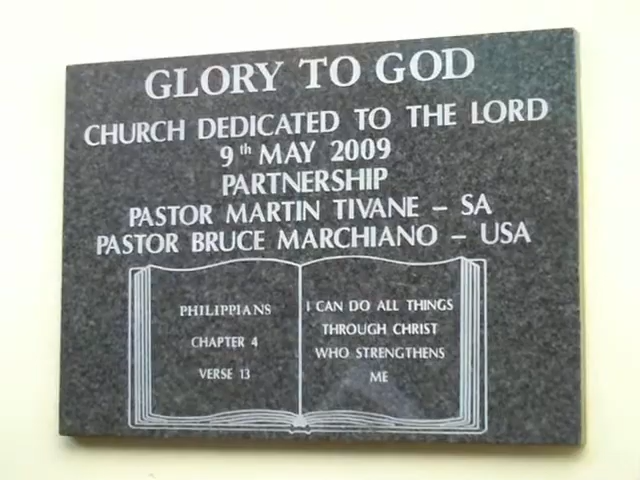 GLORY TO GOD
CHURCH DEDICATED TO THE LORD
9th MAY 2009
PARTNERSHIP
PASTOR MARTIN TIVANE – SA
PASTOR BRUCE MARCHIANO – USA
PHILIPPIANS
CHAPTER 4
VERSE 13
I CAN DO ALL THINGS
THROUGH CHRIST
WHO STRENGTHENS
ME